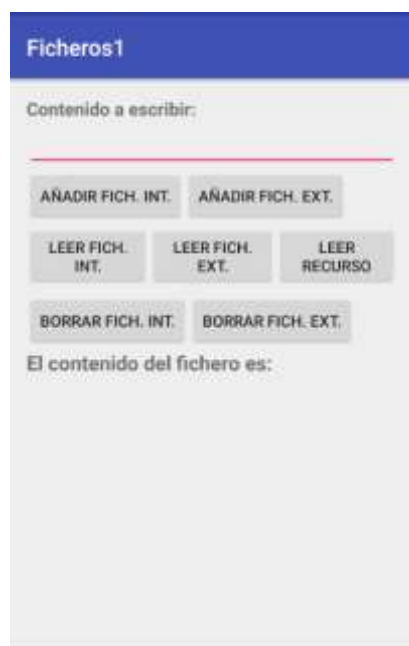 Ficheros1
Contenido a escribir:
AÑADIR FICH. INT. AÑADIR FICH. EXT.
LEER FICH. LEER FICH. LEER
INT. EXT. RECURSO
BORRAR FICH. INT. BORRAR FICH. EXT.
El contenido del fichero es: